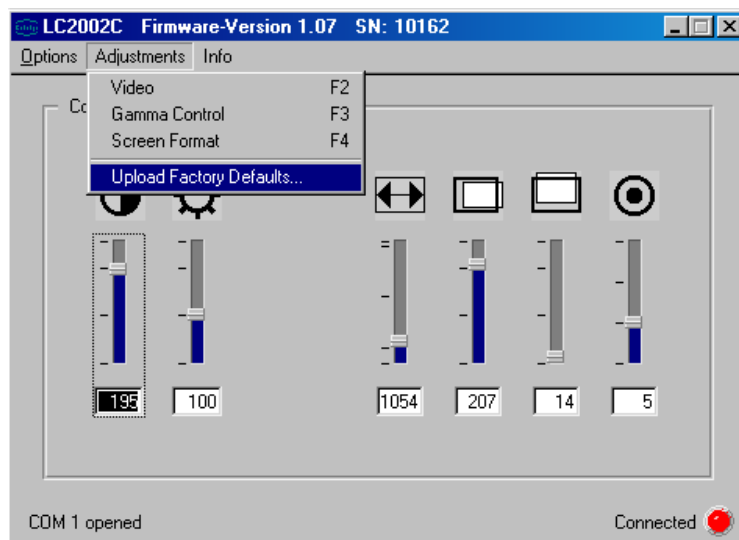 LC2002C Firmware-Version 1.07 SN: 10162
Options Adjustments Info
Video F2
Gamma Control F3
Screen Format F4
Upload Factory Defaults...
195 100 1054 207 14 5
COM 1 opened Connected